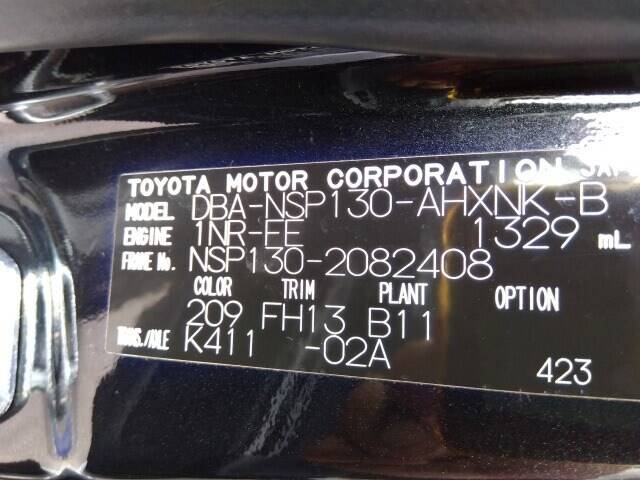 TOYOTA MOTOR CORPORATION JAPAN
MODEL DBA-NSP130-AHXNK-B
ENGINE 1NR-FE 1329 mL
FRAME No. NSP130-2082408
COLOR TRIM PLANT OPTION
209 FH13 B11
TRANS./AXLE K411 -02A
423